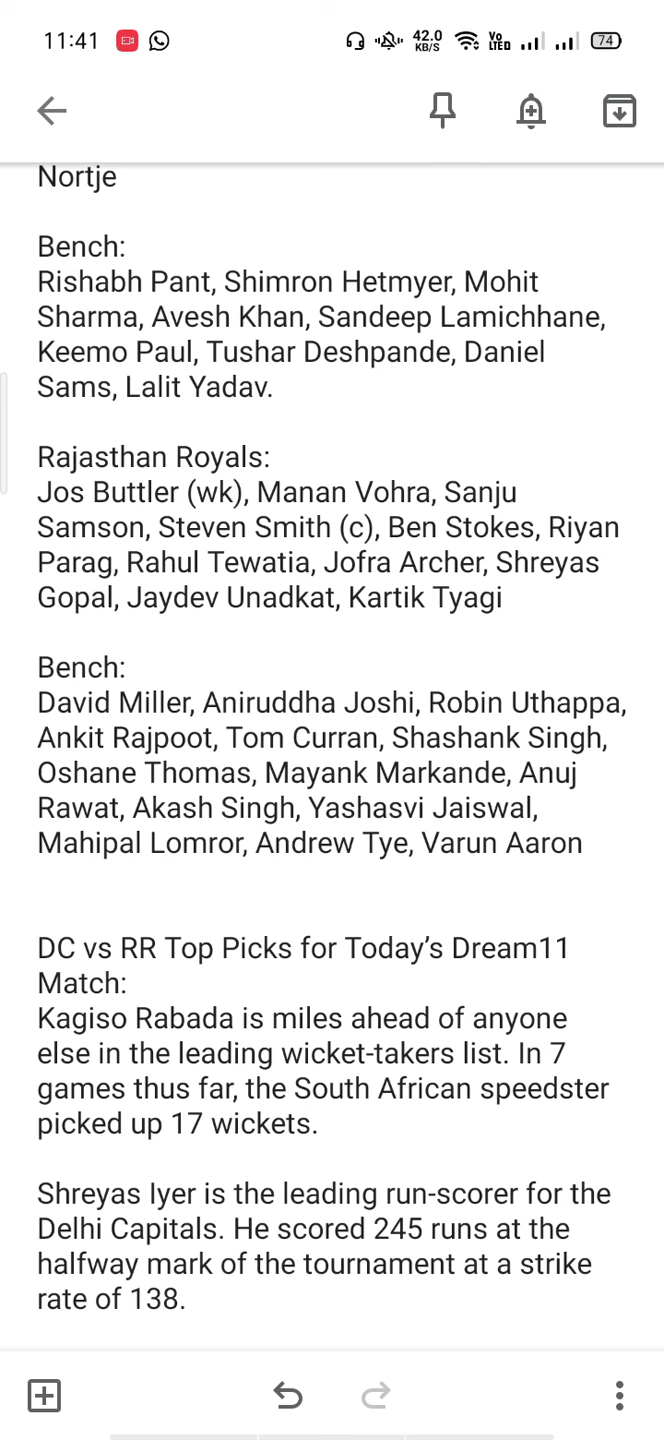 11:41
42.0
KB/S
Vo
LTED
74
Nortje
Bench:
Rishabh Pant, Shimron Hetmyer, Mohit
Sharma, Avesh Khan, Sandeep Lamichhane,
Keemo Paul, Tushar Deshpande, Daniel
Sams, Lalit Yadav.
Rajasthan Royals:
Jos Buttler (wk), Manan Vohra, Sanju
Samson, Steven Smith (c), Ben Stokes, Riyan
Parag, Rahul Tewatia, Jofra Archer, Shreyas
Gopal, Jaydev Unadkat, Kartik Tyagi
Bench:
David Miller, Aniruddha Joshi, Robin Uthappa,
Ankit Rajpoot, Tom Curran, Shashank Singh,
Oshane Thomas, Mayank Markande, Anuj
Rawat, Akash Singh, Yashasvi Jaiswal,
Mahipal Lomror, Andrew Tye, Varun Aaron
DC vs RR Top Picks for Today’s Dream11
Match:
Kagiso Rabada is miles ahead of anyone
else in the leading wicket-takers list. In 7
games thus far, the South African speedster
picked up 17 wickets.
Shreyas Iyer is the leading run-scorer for the
Delhi Capitals. He scored 245 runs at the
halfway mark of the tournament at a strike
rate of 138.